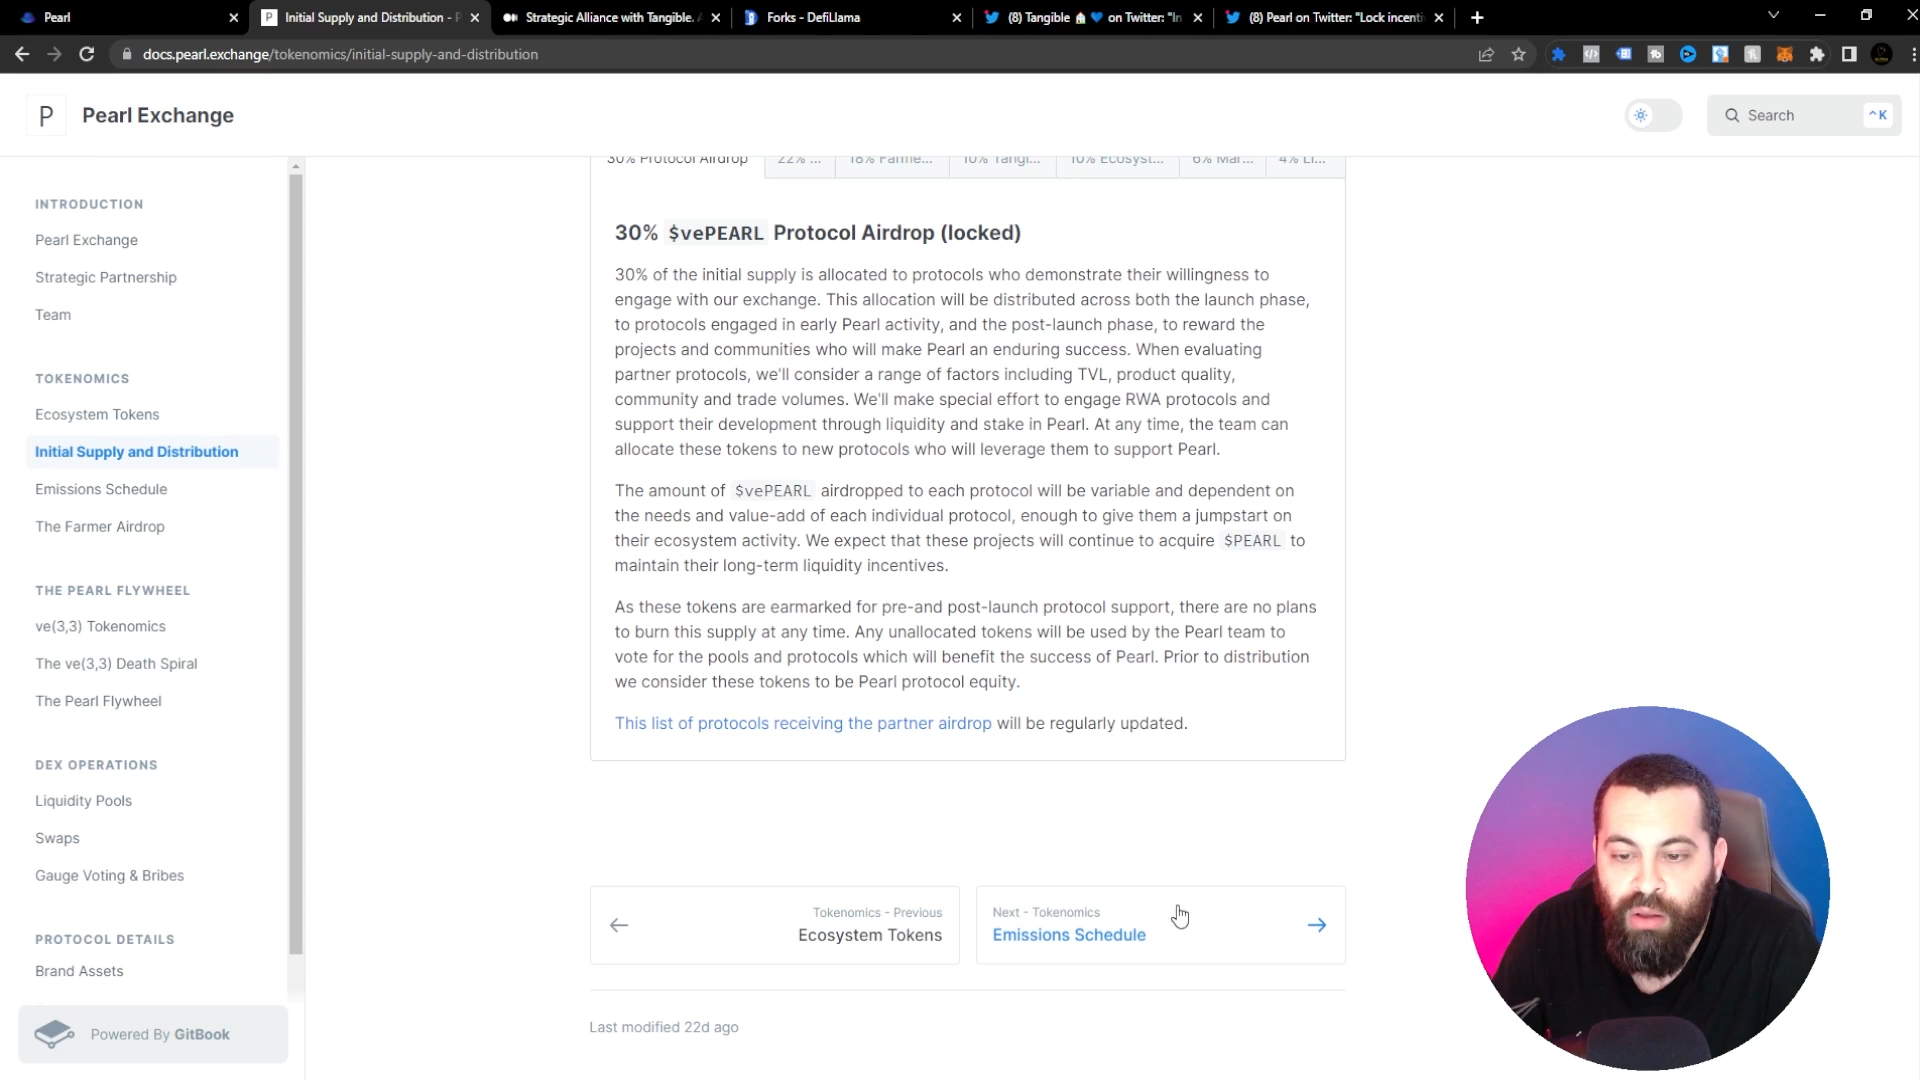 Pearl
Initial Supply and Distribution - P
Strategic Alliance with Tangible.
Forks - DefiLlama
(8) Tangible 🏠💙 on Twitter: "In
(8) Pearl on Twitter: "Lock incenti
docs.pearl.exchange/tokenomics/initial-supply-and-distribution
P
Pearl Exchange
Search
^ K
INTRODUCTION
Pearl Exchange
Strategic Partnership
Team
TOKENOMICS
Ecosystem Tokens
Initial Supply and Distribution
Emissions Schedule
The Farmer Airdrop
THE PEARL FLYWHEEL
ve(3,3) Tokenomics
The ve(3,3) Death Spiral
The Pearl Flywheel
DEX OPERATIONS
Liquidity Pools
Swaps
Gauge Voting & Bribes
PROTOCOL DETAILS
Brand Assets
Powered By GitBook
30% Protocol Airdrop
22% ...
18% Farme...
10% Tangi...
10% Ecosyst...
6% Mar...
4% Li...
30% $vePEARL Protocol Airdrop (locked)
30% of the initial supply is allocated to protocols who demonstrate their willingness to
engage with our exchange. This allocation will be distributed across both the launch phase,
to protocols engaged in early Pearl activity, and the post-launch phase, to reward the
projects and communities who will make Pearl an enduring success. When evaluating
partner protocols, we'll consider a range of factors including TVL, product quality,
community and trade volumes. We'll make special effort to engage RWA protocols and
support their development through liquidity and stake in Pearl. At any time, the team can
allocate these tokens to new protocols who will leverage them to support Pearl.
The amount of $vePEARL airdropped to each protocol will be variable and dependent on
the needs and value-add of each individual protocol, enough to give them a jumpstart on
their ecosystem activity. We expect that these projects will continue to acquire $PEARL to
maintain their long-term liquidity incentives.
As these tokens are earmarked for pre-and post-launch protocol support, there are no plans
to burn this supply at any time. Any unallocated tokens will be used by the Pearl team to
vote for the pools and protocols which will benefit the success of Pearl. Prior to distribution
we consider these tokens to be Pearl protocol equity.
This list of protocols receiving the partner airdrop will be regularly updated.
Tokenomics - Previous
Ecosystem Tokens
Next - Tokenomics
Emissions Schedule
Last modified 22d ago